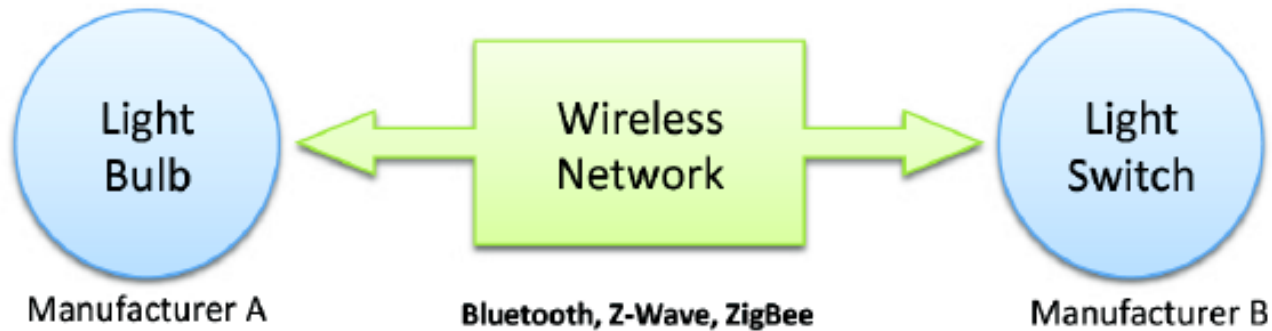 Light
Bulb
Wireless
Network
Light
Switch
Manufacturer A
Bluetooth, Z-Wave, ZigBee
Manufacturer B